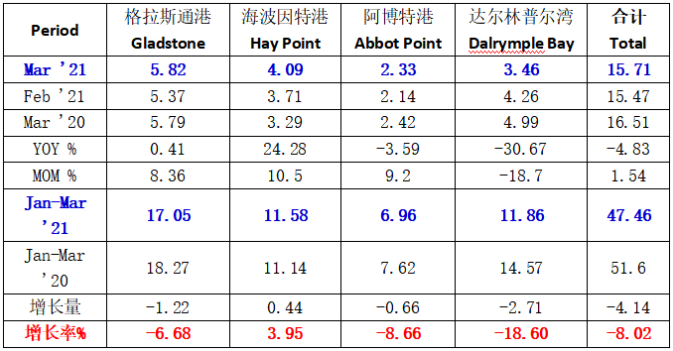 Period 格拉斯通港 海波因特港 阿博特港 达尔林普尔湾 合计
Gladstone Hay Point Abbot Point Dalrymple Bay Total
Mar '21 5.82 4.09 2.33 3.46 15.71
Feb '21 5.37 3.71 2.14 4.26 15.47
Mar '20 5.79 3.29 2.42 4.99 16.51
YOY % 0.41 24.28 -3.59 -30.67 -4.83
MOM % 8.36 10.5 9.2 -18.7 1.54
Jan-Mar
'21 17.05 11.58 6.96 11.86 47.46
Jan-Mar
'20 18.27 11.14 7.62 14.57 51.6
增长量 -1.22 0.44 -0.66 -2.71 -4.14
增长率% -6.68 3.95 -8.66 -18.60 -8.02